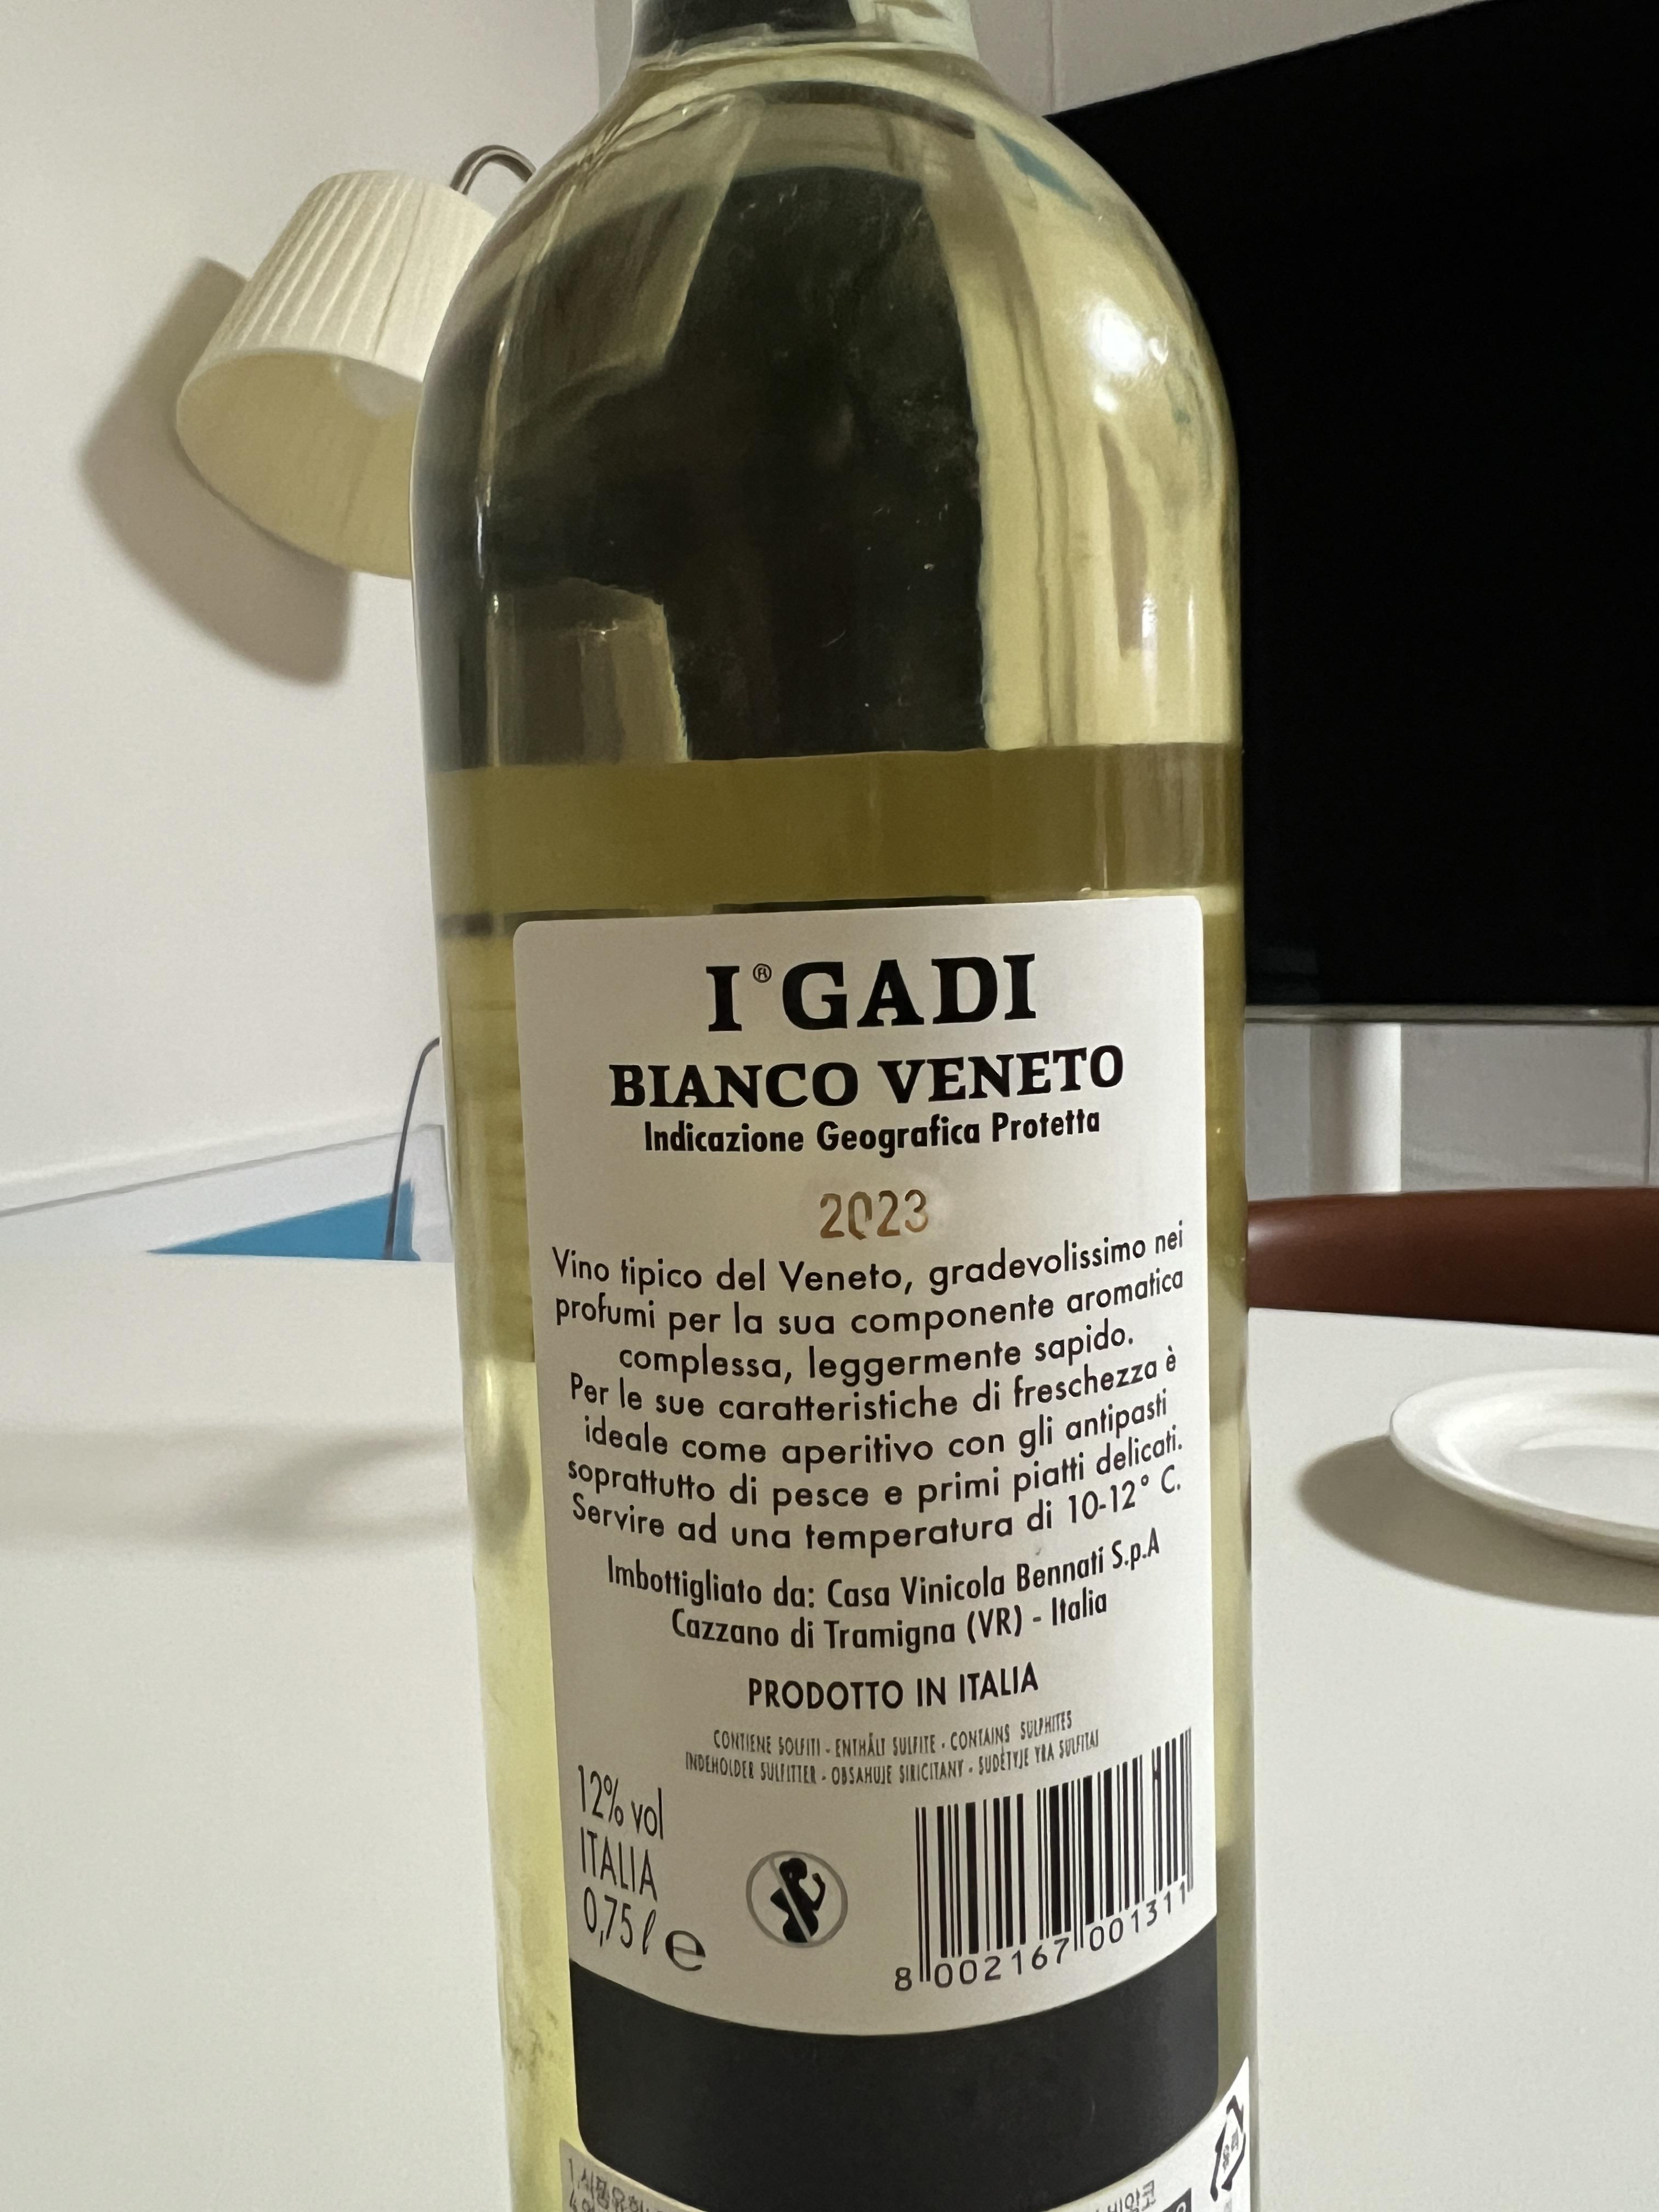 I® GADI
BIANCO VENETO
Indicazione Geografica Protetta
2023
Vino tipico del Veneto, gradevolissimo nei
profumi per la sua componente aromatica
complessa, leggermente sapido.
Per le sue caratteristiche di freschezza è
ideale come aperitivo con gli antipasti
soprattutto di pesce e primi piatti delicati.
Servire ad una temperatura di 10-12° C.
Imbottigliato da: Casa Vinicola Bennati S.p.A
Cazzano di Tramigna (VR) - Italia
PRODOTTO IN ITALIA
CONTIENE SOLFITI - ENTHÄLT SULFITE - CONTAINS SULPHITES
INDEHOLDER SULFITTER - OBSAHUJE SIRICITANY - SUDĖTYJE YRA SULFITAI
12% vol
ITALIA
0,75 ℓ e
8 002167 001311
비앙코